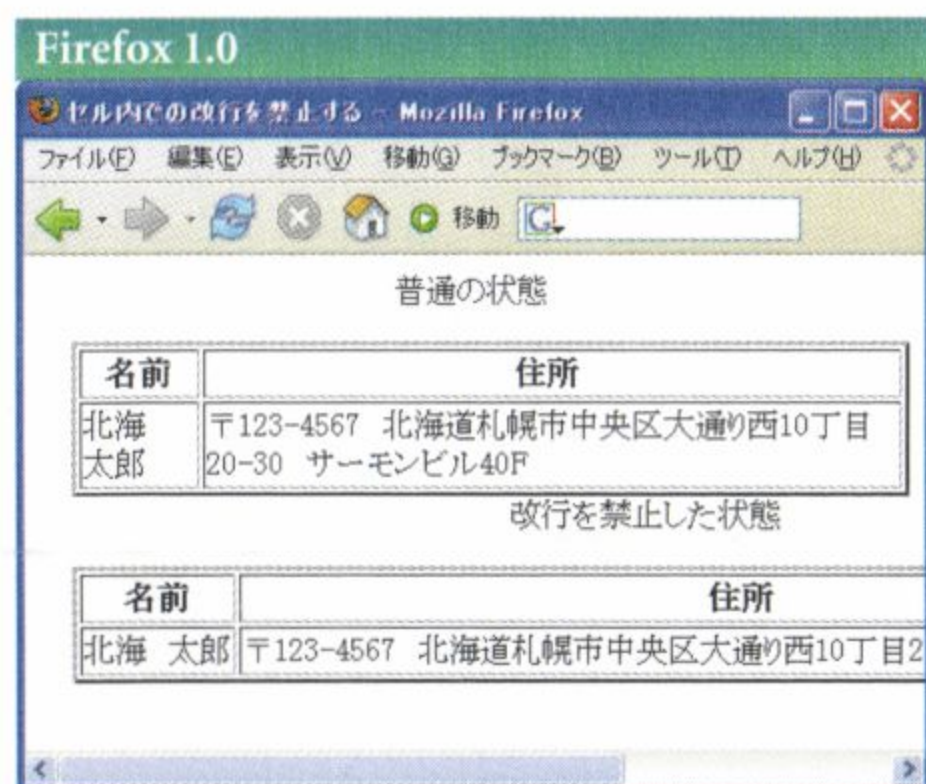 Firefox 1.0
セル内での改行を禁止する - Mozilla Firefox
ファイル(F) 編集(E) 表示(V) 移動(G) ブックマーク(B) ツール(T) ヘルプ(H)
移動 G
普通の状態
名前 住所
北海 〒123-4567 北海道札幌市中央区大通り西10丁目
太郎 20-30 サーモンビル40F
改行を禁止した状態
名前 住所
北海 太郎 〒123-4567 北海道札幌市中央区大通り西10丁目2